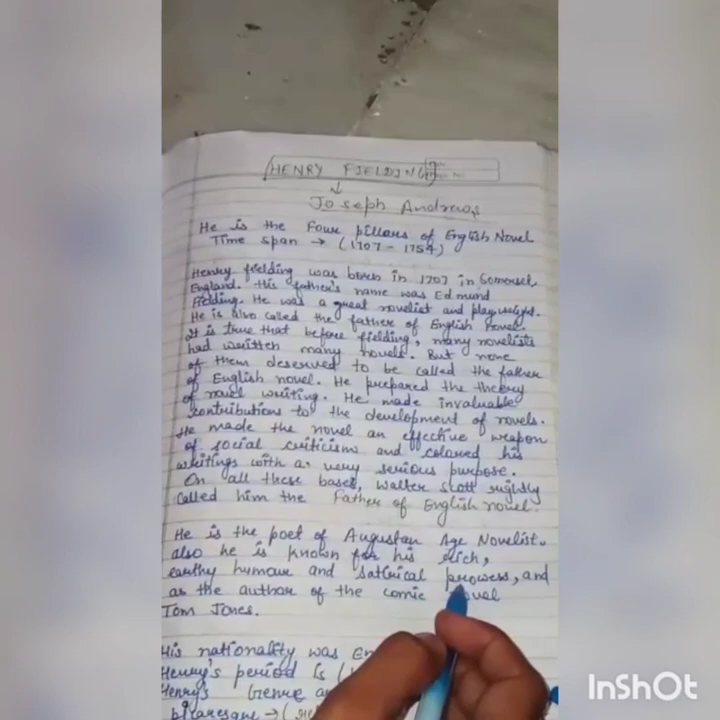 HENRY FIELDING
↓
Joseph Andrews
He is the Four pillars of English Novel
Time span → (1707 - 1754)
Henry fielding was born in 1707 in Somerset,
England. His father's name was Edmund
Fielding. He was a great novelist and playwright.
He is also called the father of English novel.
It is true that before fielding, many novelists
had written many novels. But none
of them deserved to be called the father
of English novel. He prepared the theory
of novel writing. He made invaluable
contributions to the development of novels.
He made the novel an effective weapon
of social criticism and colored his
writings with a very serious purpose.
On all these bases, Walter Scott rightly
called him the Father of English novel.
He is the poet of Augustan Age Novelist.
also he is known for his rich,
earthy humour and satirical prowess, and
as the author of the comic novel
Tom Jones.
His nationality was
Henry's period is
Henry's Genre
picaresque → (
InShOt